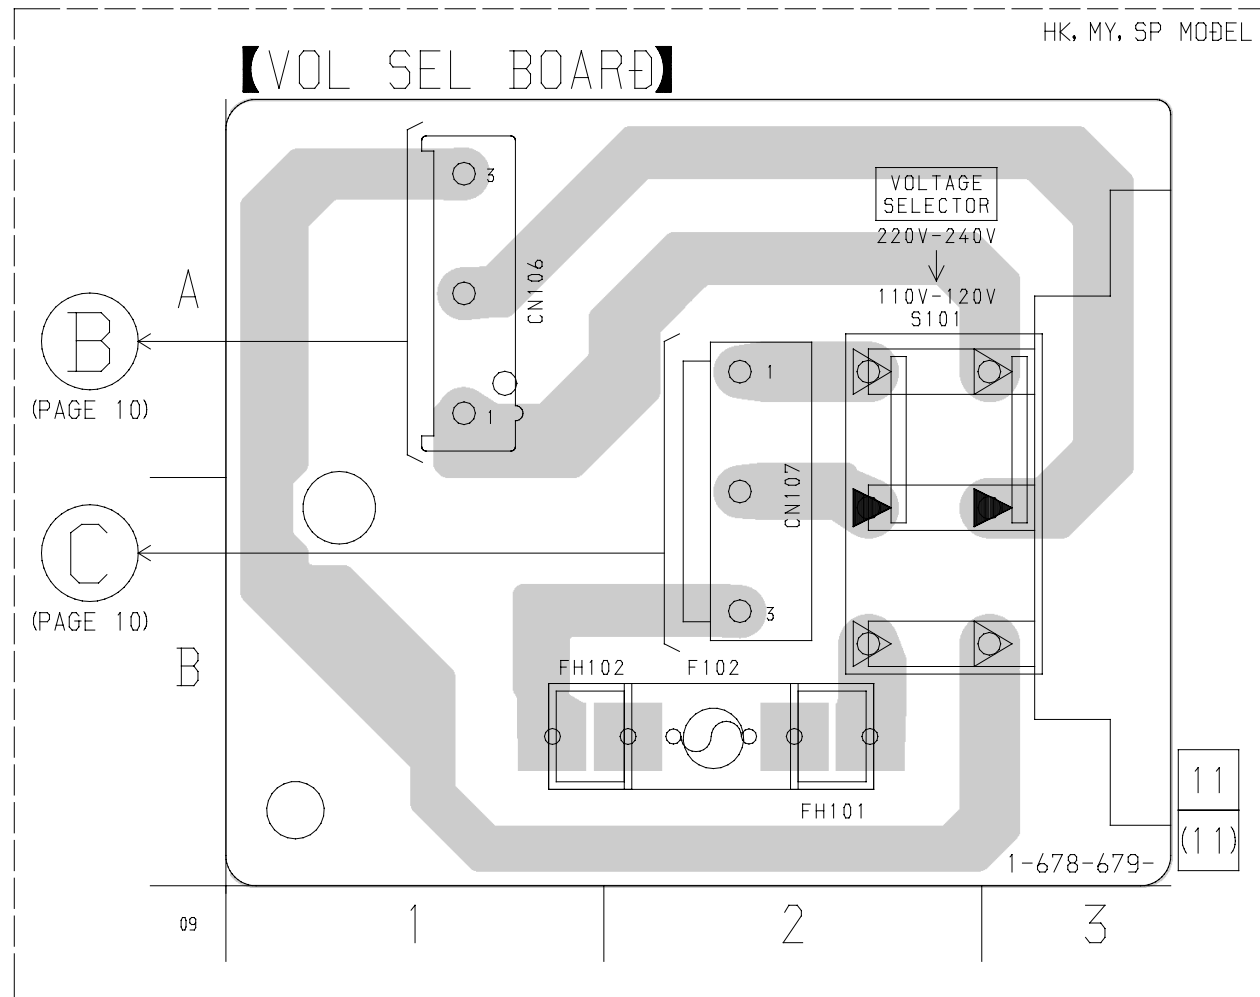 HK, MY, SP MODEL
【VOL SEL BOARD】
3
VOLTAGE
SELECTOR
220V-240V
↓
110V-120V
S101
A
CN106
B
(PAGE 10)
1
1
CN107
C
(PAGE 10)
3
B
FH102
F102
FH101
11
(11)
1-678-679-
09
1
2
3